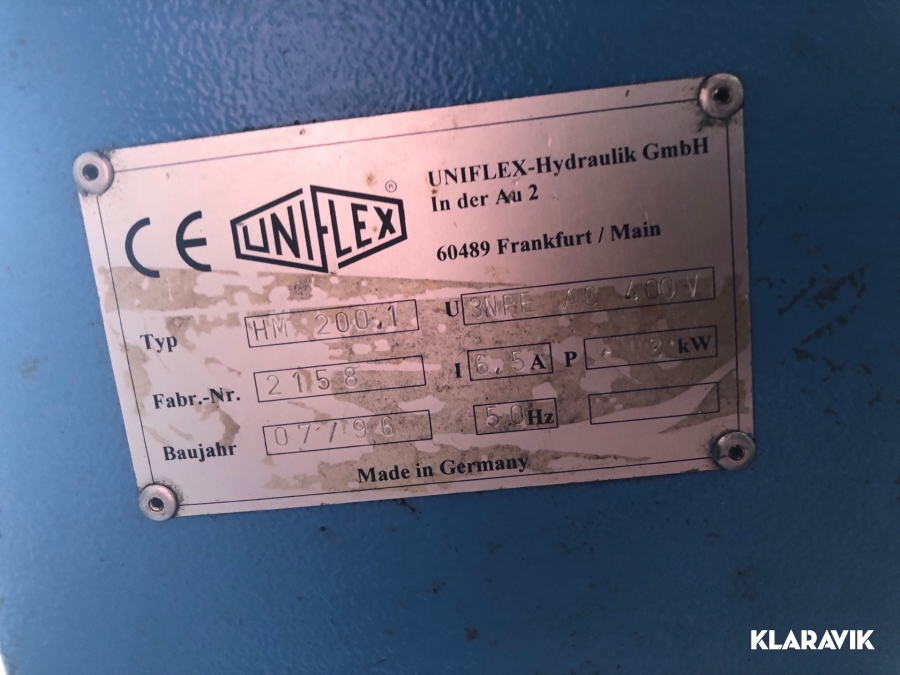 CE UNIFLEX ®
UNIFLEX-Hydraulik GmbH
In der Au 2
60489 Frankfurt / Main
Typ HM 200.1
U 3NPE AC 400 V
Fabr.-Nr. 2158
I 6,5 A P kW
Baujahr 07/96
50 Hz
Made in Germany
KLARAVIK